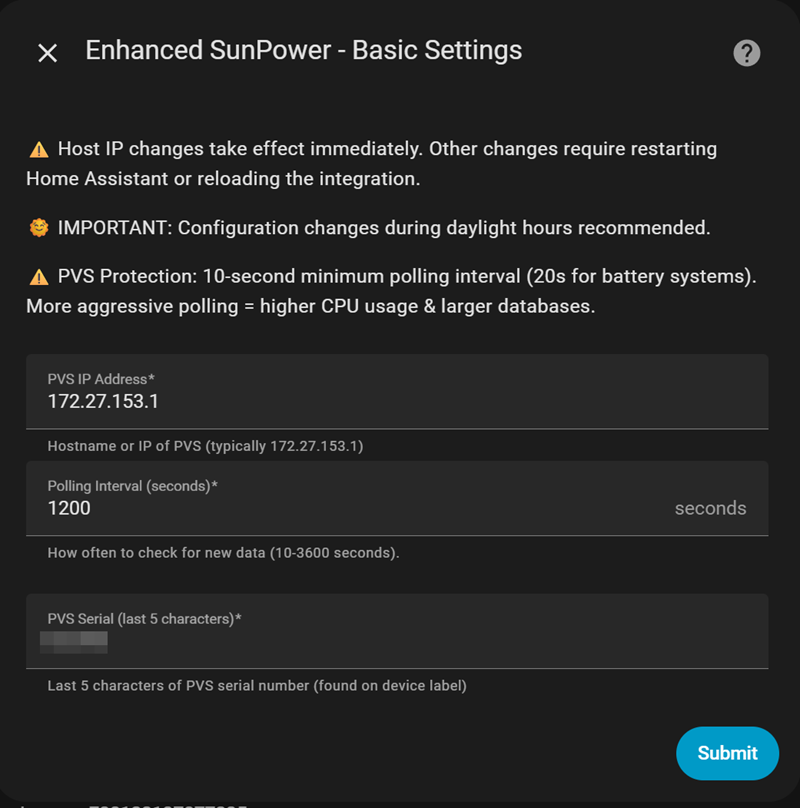 Enhanced SunPower - Basic Settings
⚠️ Host IP changes take effect immediately. Other changes require restarting
Home Assistant or reloading the integration.
🌞 IMPORTANT: Configuration changes during daylight hours recommended.
⚠️ PVS Protection: 10-second minimum polling interval (20s for battery systems).
More aggressive polling = higher CPU usage & larger databases.
PVS IP Address*
172.27.153.1
Hostname or IP of PVS (typically 172.27.153.1)
Polling Interval (seconds)*
1200 seconds
How often to check for new data (10-3600 seconds).
PVS Serial (last 5 characters)*
Last 5 characters of PVS serial number (found on device label)
Submit